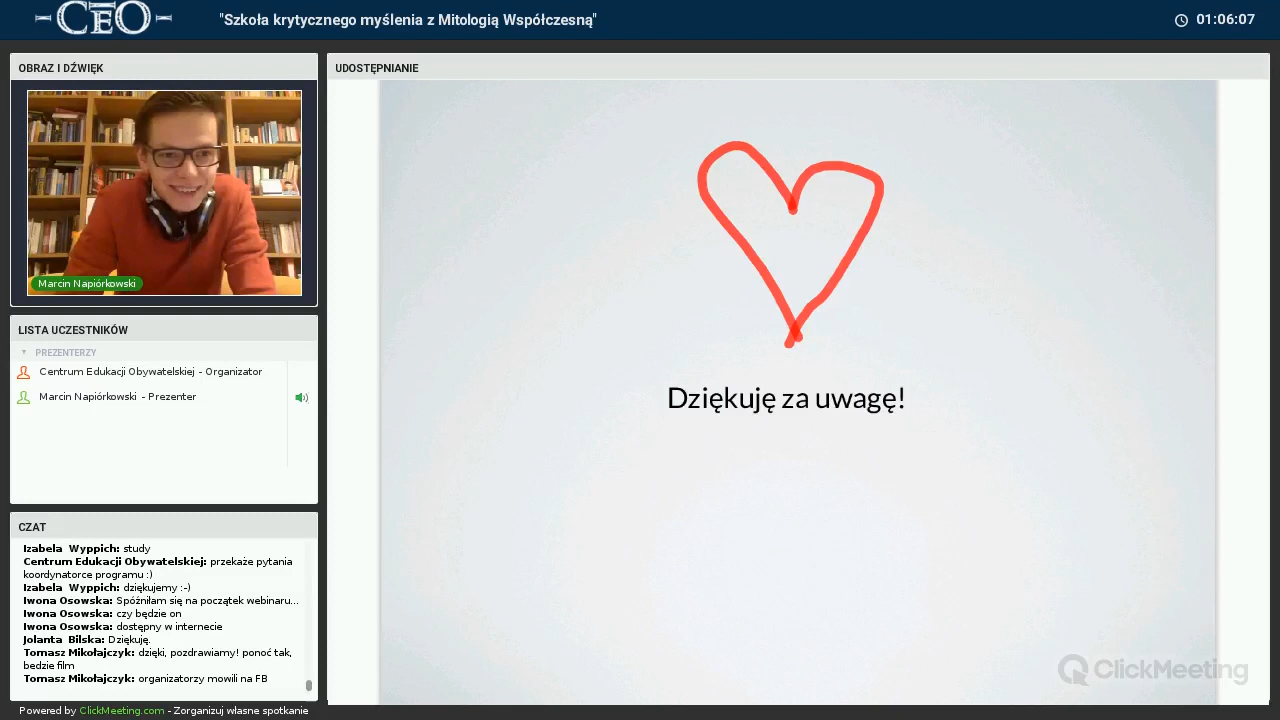 CEO
"Szkoła krytycznego myślenia z Mitologią Współczesną"
01:06:07
OBRAZ I DŹWIĘK
Marcin Napiórkowski
LISTA UCZESTNIKÓW
PREZENTERZY
Centrum Edukacji Obywatelskiej - Organizator
Marcin Napiórkowski - Prezenter
CZAT
Izabela Wyppich: study
Centrum Edukacji Obywatelskiej: przekaże pytania
koordynatorce programu :)
Izabela Wyppich: dziękujemy :-)
Iwona Osowska: Spóźniłam się na początek webinaru...
Iwona Osowska: czy będzie on
Iwona Osowska: dostępny w internecie
Jolanta Bilska: Dziękuję.
Tomasz Mikołajczyk: dzięki, pozdrawiamy! ponoć tak,
bedzie film
Tomasz Mikołajczyk: organizatorzy mowili na FB
Powered by ClickMeeting.com - Zorganizuj własne spotkanie
UDOSTĘPNIANIE
Dziękuję za uwagę!
ClickMeeting